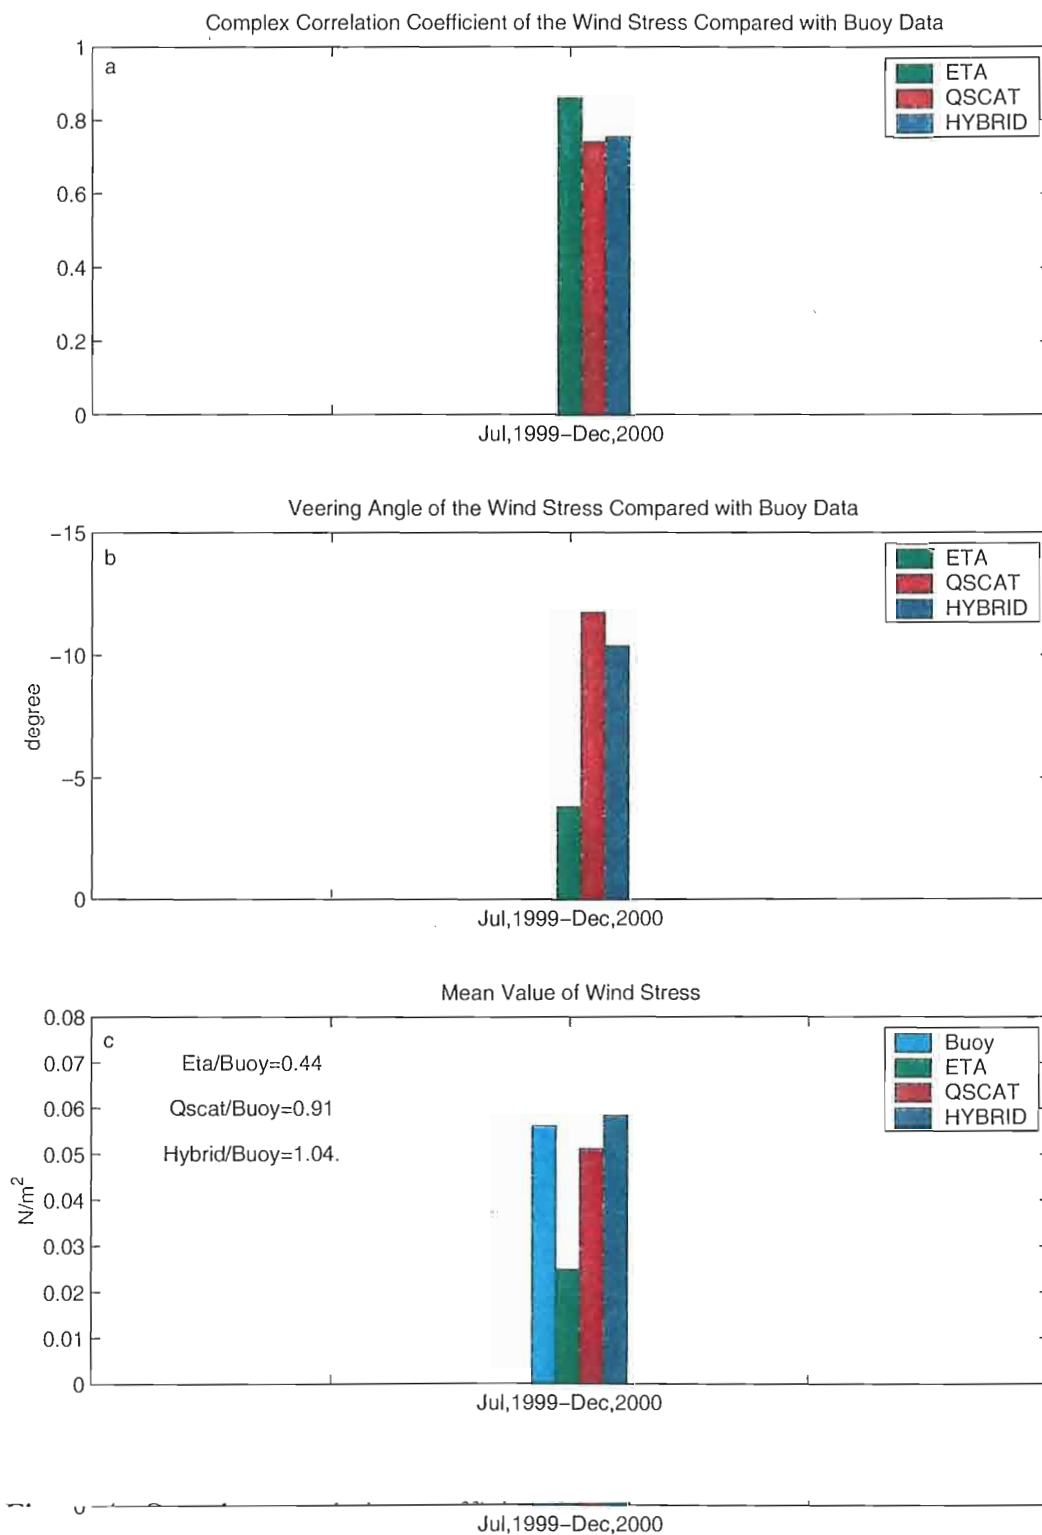 Complex Correlation Coefficient of the Wind Stress Compared with Buoy Data
1
a
ETA
QSCAT
HYBRID
0.8
0.6
0.4
0.2
0
Jul,1999–Dec,2000
Veering Angle of the Wind Stress Compared with Buoy Data
−15
b
ETA
QSCAT
HYBRID
−10
degree
−5
0
Jul,1999–Dec,2000
Mean Value of Wind Stress
0.08
c
Buoy
ETA
QSCAT
HYBRID
0.07
Eta/Buoy=0.44
0.06
Qscat/Buoy=0.91
0.05
Hybrid/Buoy=1.04.
N/m²
0.04
0.03
0.02
0.01
0
Jul,1999–Dec,2000
Jul,1999–Dec,2000